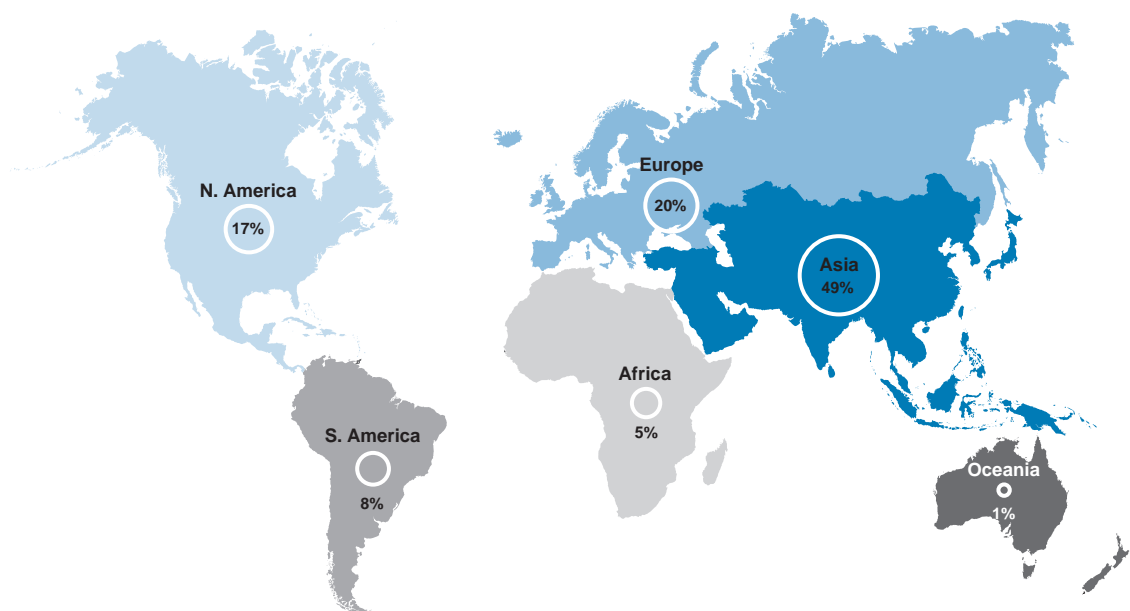 Europe
20%
N. America
17%
Asia
49%
Africa
5%
S. America
8%
Oceania
1%